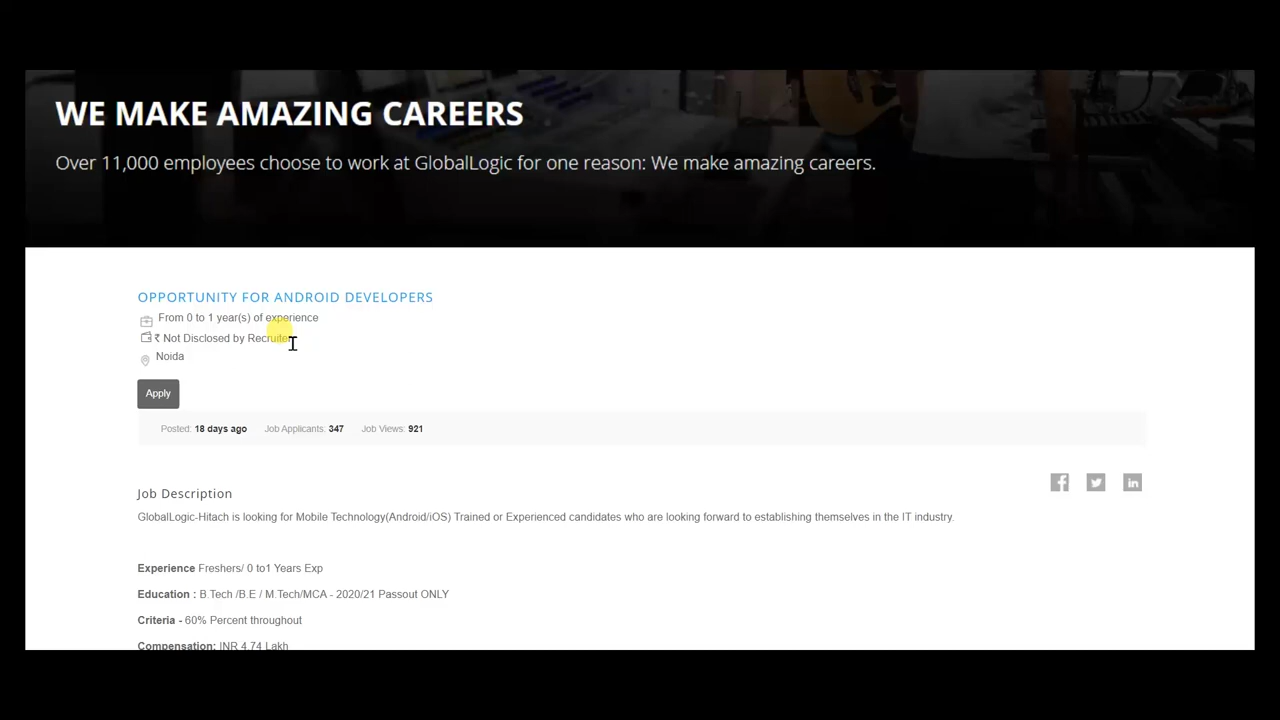 WE MAKE AMAZING CAREERS
Over 11,000 employees choose to work at GlobalLogic for one reason: We make amazing careers.
OPPORTUNITY FOR ANDROID DEVELOPERS
From 0 to 1 year(s) of experience
₹ Not Disclosed by Recruiter
Noida
Apply
Posted: 18 days ago Job Applicants: 347 Job Views: 921
Job Description
GlobalLogic-Hitach is looking for Mobile Technology(Android/iOS) Trained or Experienced candidates who are looking forward to establishing themselves in the IT industry.
Experience Freshers/ 0 to1 Years Exp
Education : B.Tech /B.E / M.Tech/MCA - 2020/21 Passout ONLY
Criteria - 60% Percent throughout
Compensation: INR 4.74 Lakh